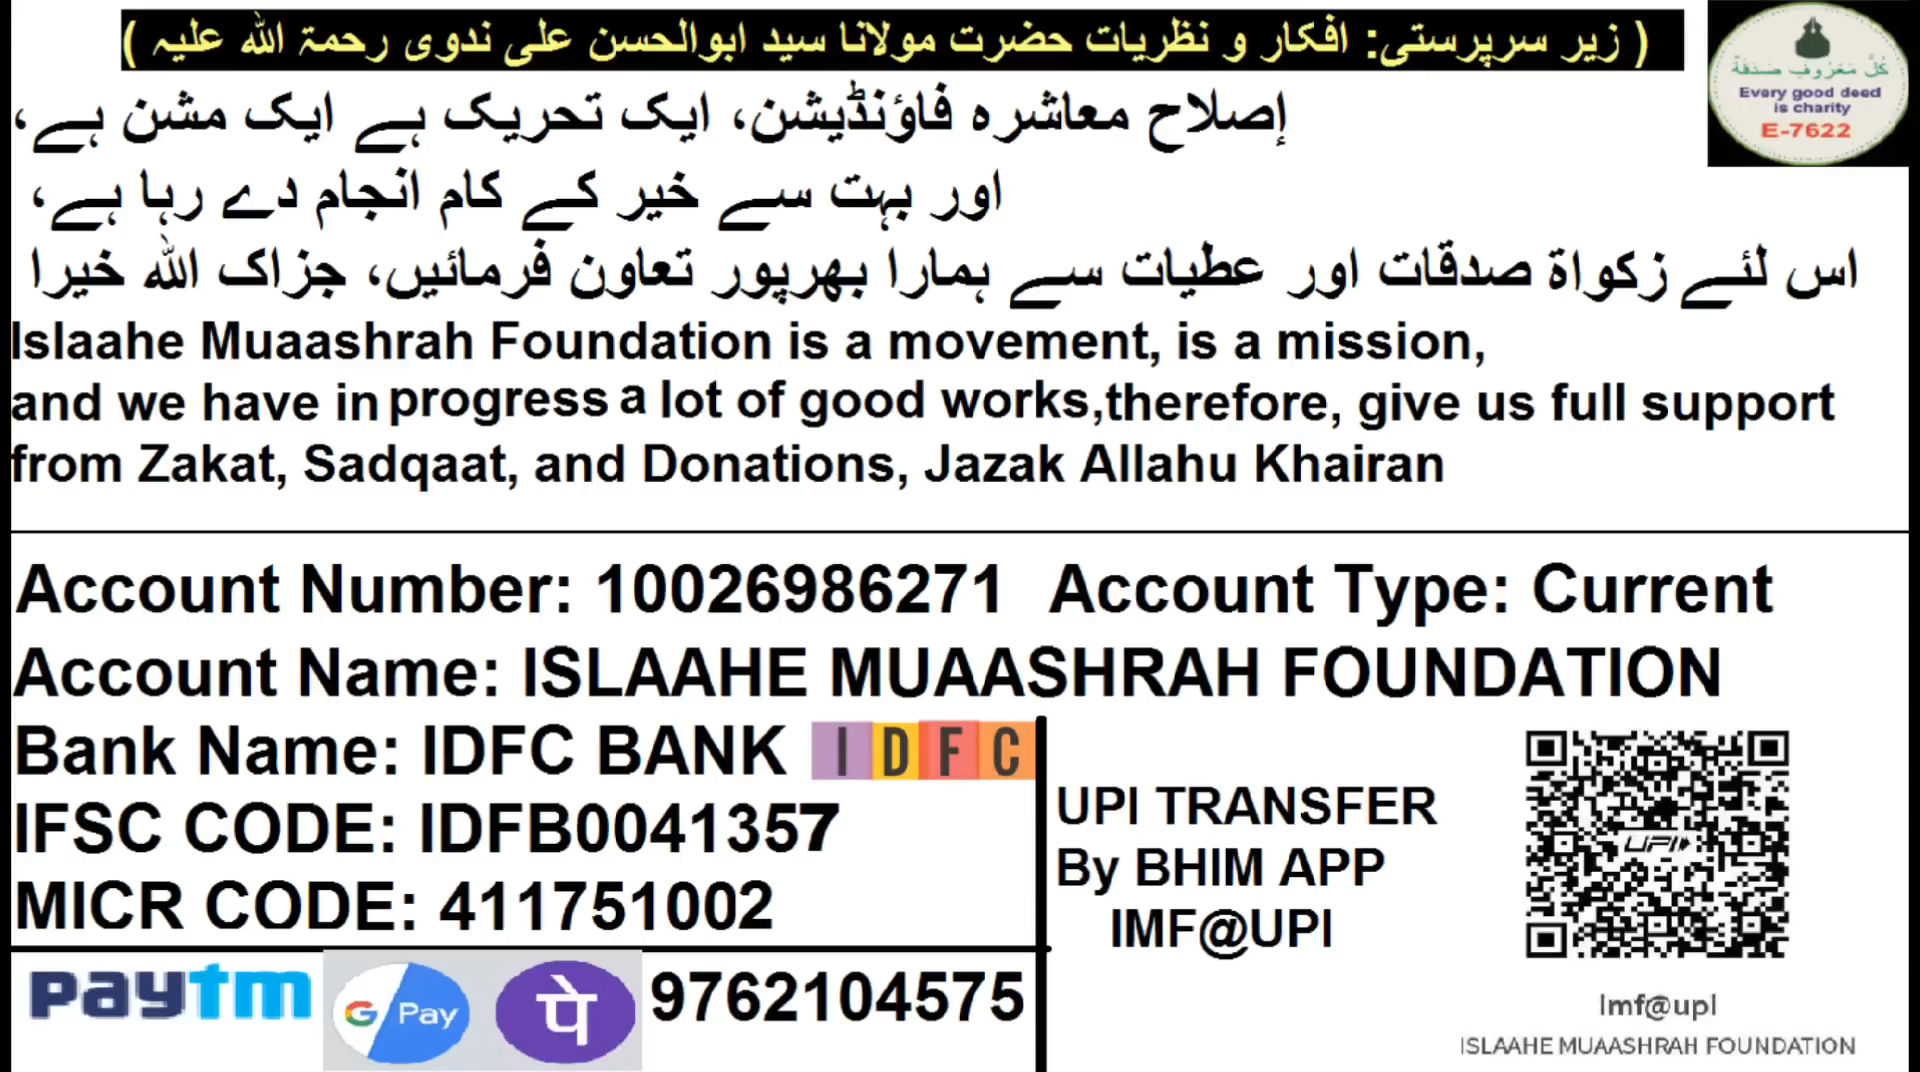 ( زیر سرپرستی: افکار و نظریات حضرت مولانا سید ابوالحسن علی ندوی رحمۃ اللہ علیہ )
كُلُّ مَعْرُوفٍ صَدَقَة
Every good deed
is charity
E-7622
إصلاح معاشرہ فاؤنڈیشن، ایک تحریک ہے ایک مشن ہے،
اور بہت سے خیر کے کام انجام دے رہا ہے،
اس لئے زکواة صدقات اور عطیات سے ہمارا بھرپور تعاون فرمائیں، جزاک اللہ خیرا
Islaahe Muaashrah Foundation is a movement, is a mission,
and we have in progress a lot of good works,therefore, give us full support
from Zakat, Sadqaat, and Donations, Jazak Allahu Khairan
Account Number: 10026986271 Account Type: Current
Account Name: ISLAAHE MUAASHRAH FOUNDATION
Bank Name: IDFC BANK IDFC
IFSC CODE: IDFB0041357
MICR CODE: 411751002
paytm G Pay पे 9762104575
UPI TRANSFER
By BHIM APP
IMF@UPI
UPI
Imf@upI
ISLAAHE MUAASHRAH FOUNDATION